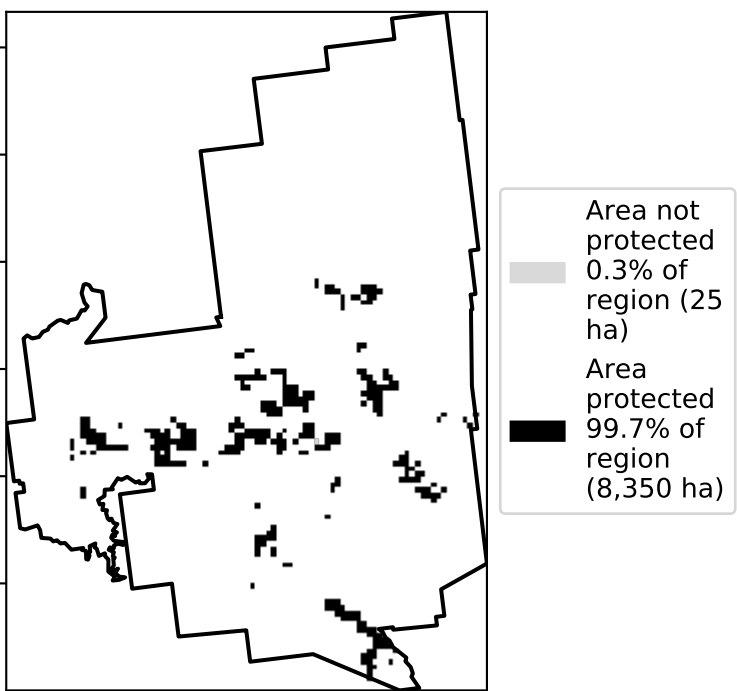 Area not
protected
0.3% of
region (25
ha)
Area
protected
99.7% of
region
(8,350 ha)